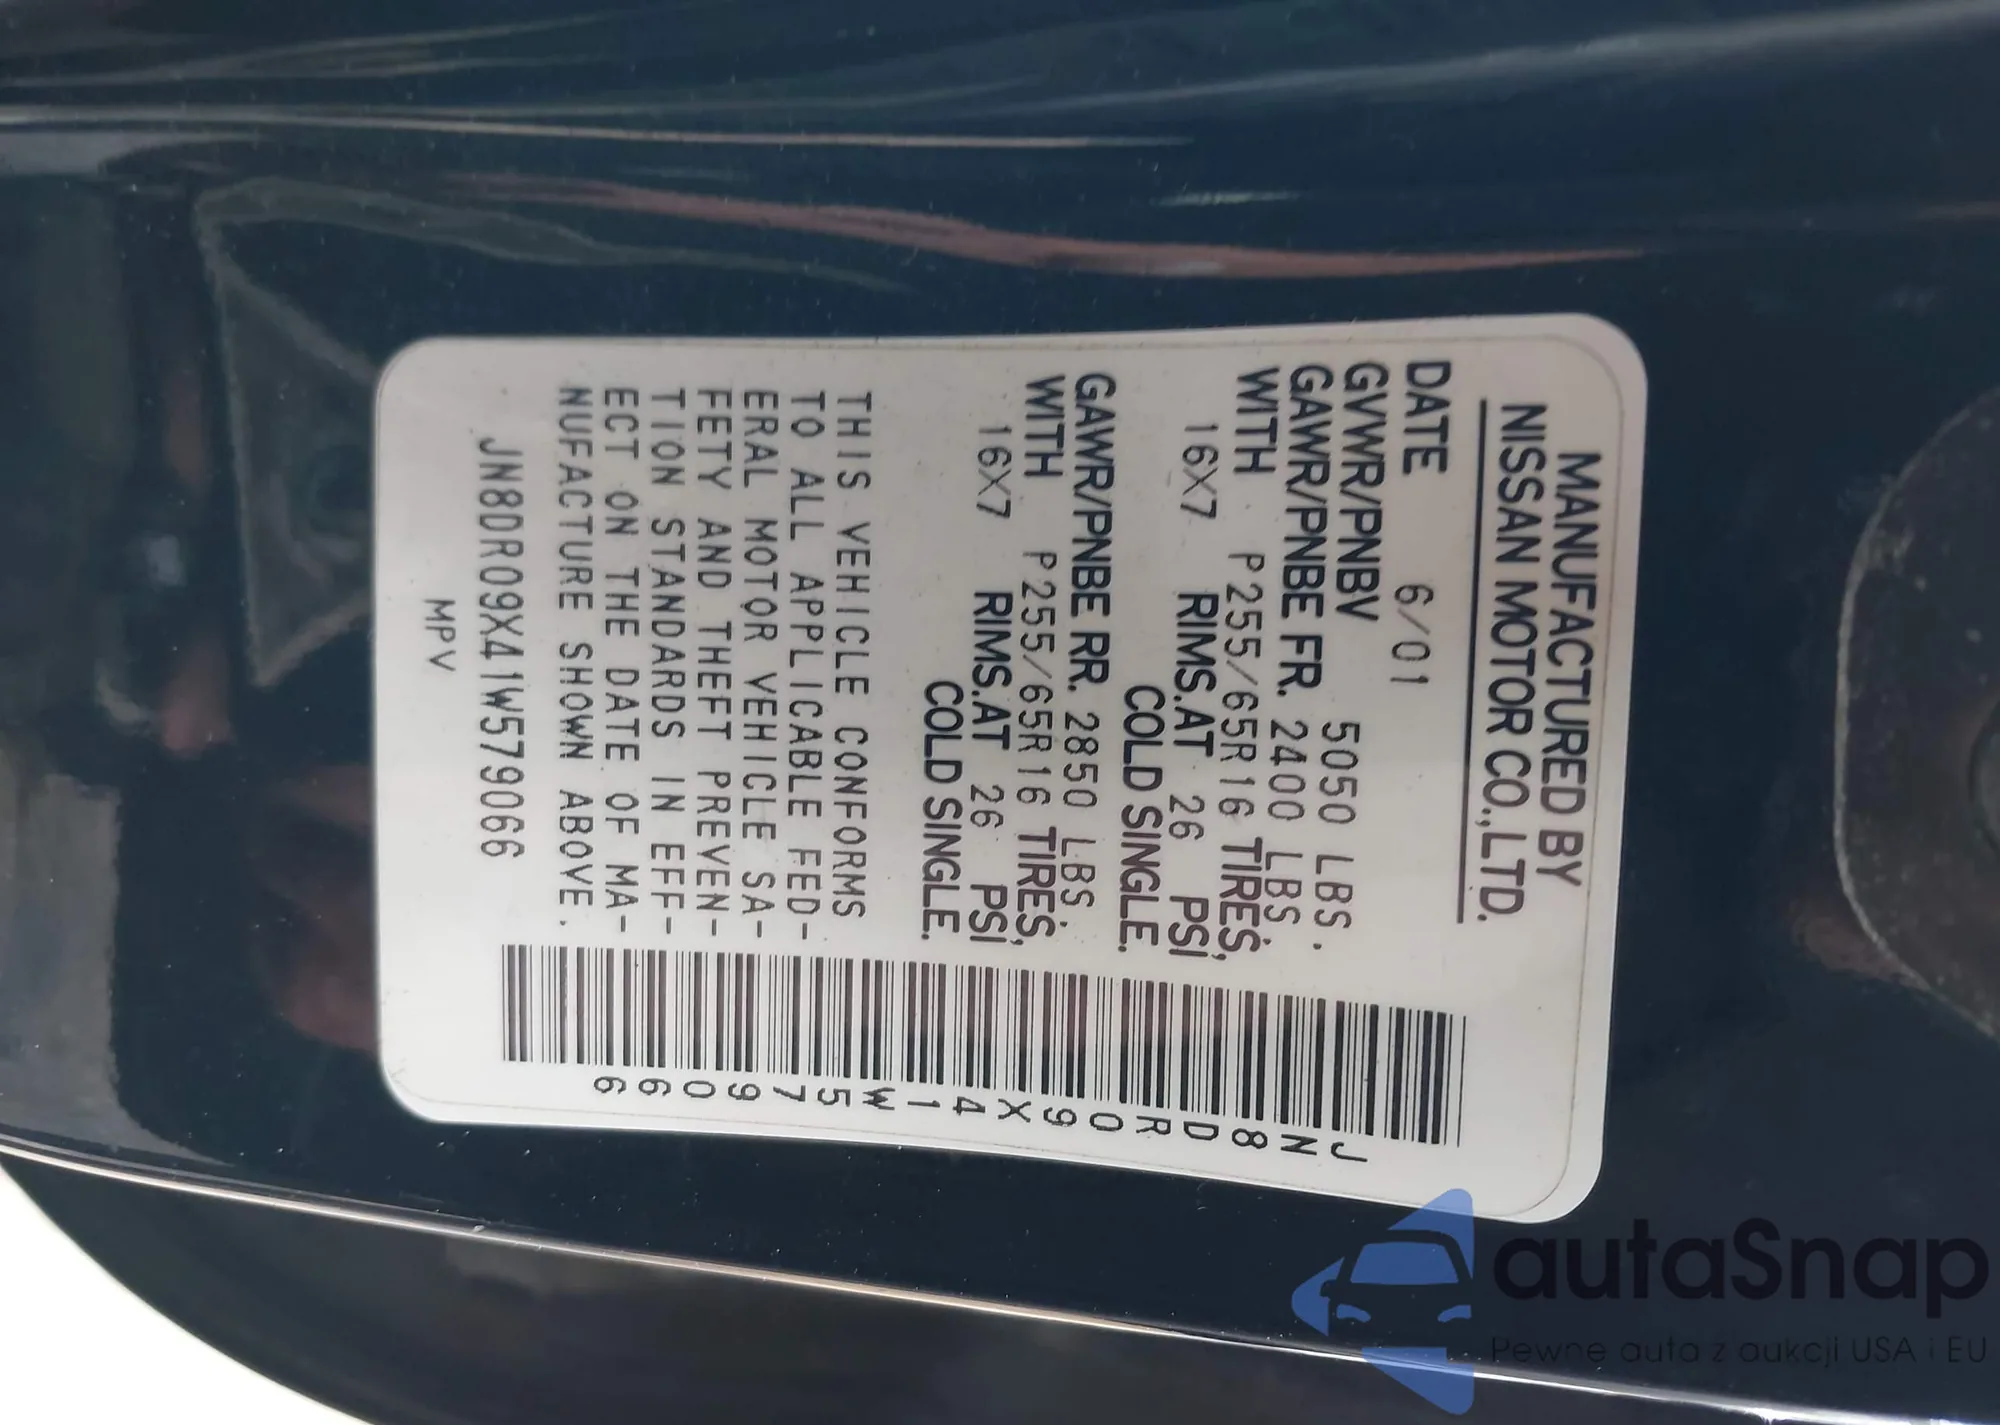 MANUFACTURED BY
NISSAN MOTOR CO.,LTD.
DATE 6/01
GVWR/PNBV 5050 LBS.
GAWR/PNBE FR. 2400 LBS.
WITH P255/65R16 TIRES,
16X7 RIMS.AT 26 PSI
COLD SINGLE.
GAWR/PNBE RR. 2850 LBS.
WITH P255/65R16 TIRES,
16X7 RIMS.AT 26 PSI
COLD SINGLE.
THIS VEHICLE CONFORMS
TO ALL APPLICABLE FED-
ERAL MOTOR VEHICLE SA-
FETY AND THEFT PREVEN-
TION STANDARDS IN EFF-
ECT ON THE DATE OF MA-
NUFACTURE SHOWN ABOVE.
JN8DR09X41W579066
MPV
JN8DR09X41W579066
autaSnap
Pewne auta z aukcji USA i EU